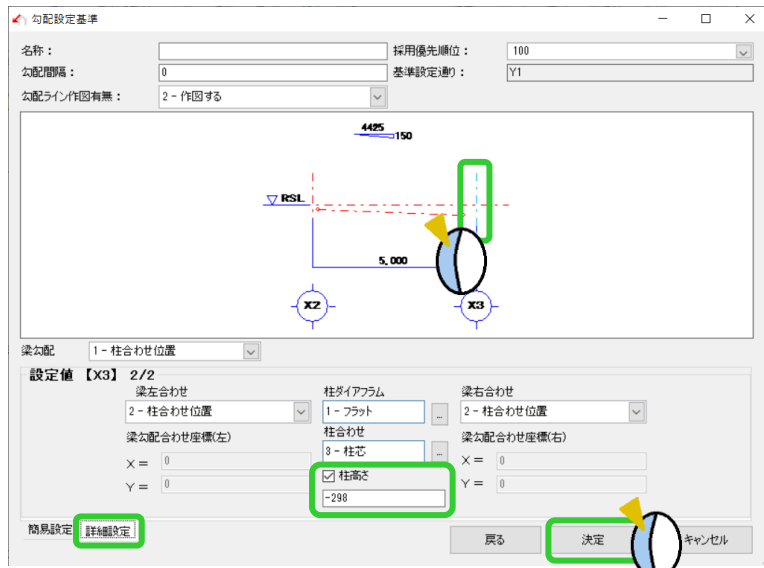 勾配設定基準
名称： 採用優先順位： 100
勾配間隔： 0 基準設定通り： Y1
勾配ライン作図有無： 2 - 作図する
4425
150
RSL
5,000
X2 X3
梁勾配 1 - 柱合わせ位置
設定値 【X3】 2/2
梁左合わせ 柱ダイアフラム 梁右合わせ
2 - 柱合わせ位置 1 - フラット ... 2 - 柱合わせ位置
梁勾配合わせ座標(左) 柱合わせ 梁勾配合わせ座標(右)
3 - 柱芯 ...
X = 0 柱高さ X = 0
Y = 0 -298 Y = 0
簡易設定 詳細設定 戻る 決定 キャンセル